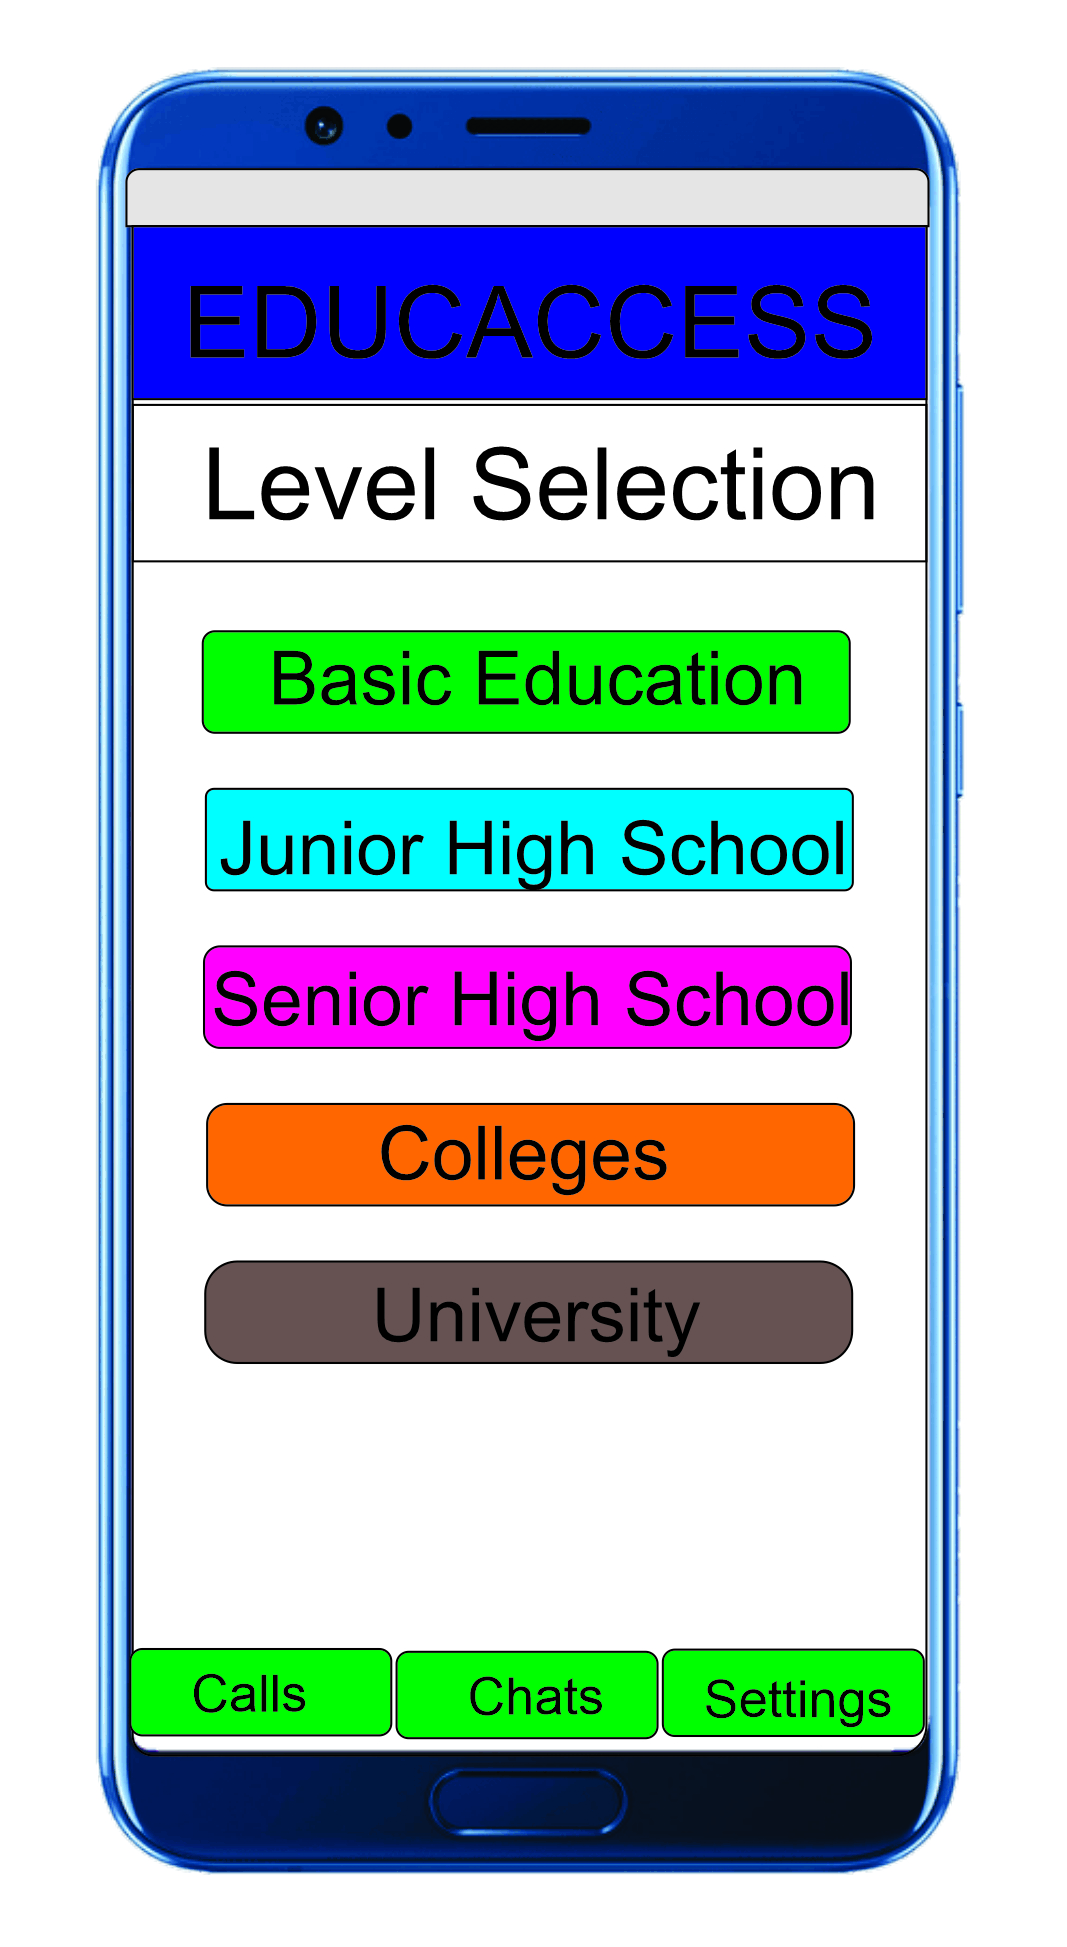 EDUCACCESS
Level Selection
Basic Education
Junior High School
Senior High School
Colleges
University
Calls
Chats
Settings